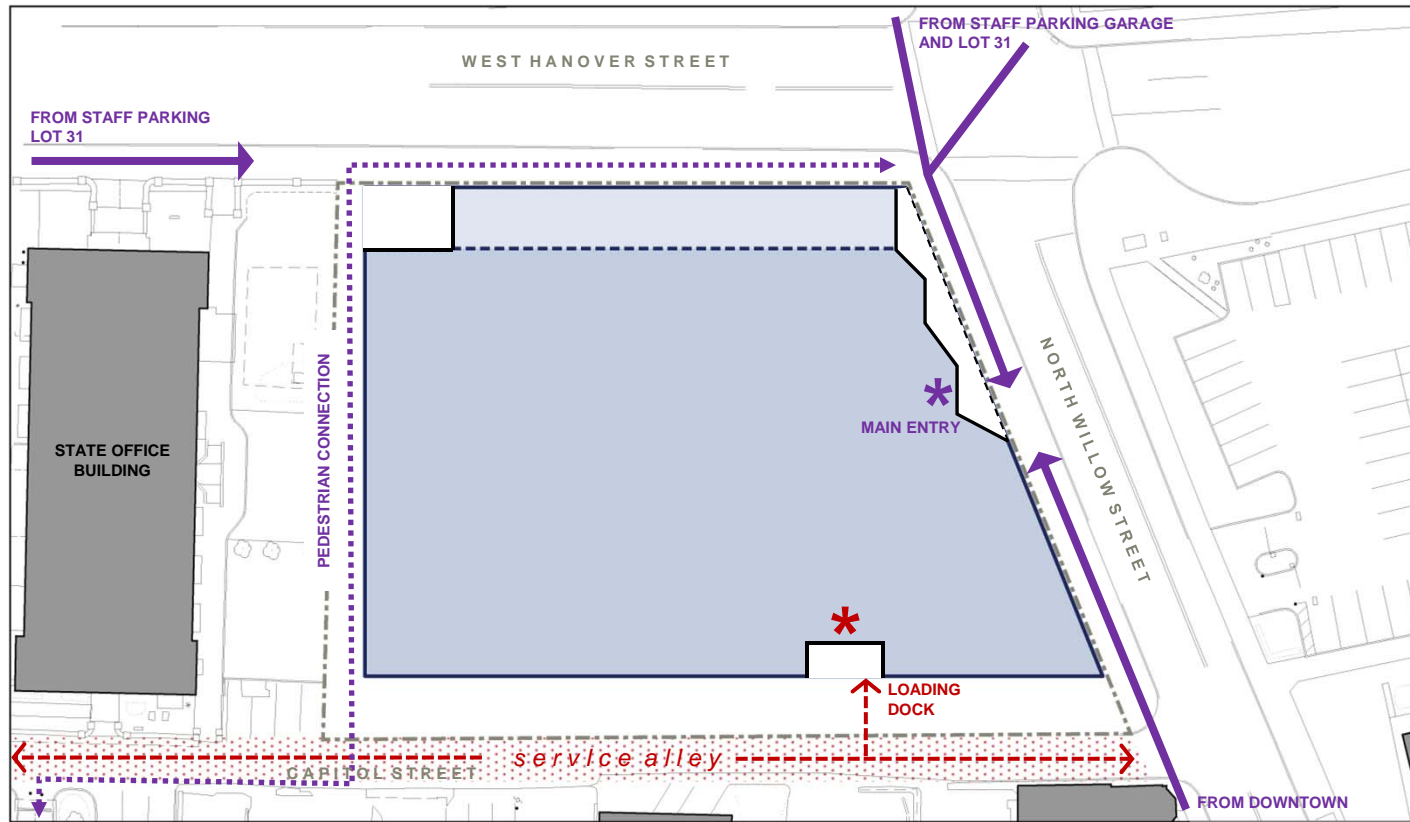 FROM STAFF PARKING GARAGE
AND LOT 31
WEST HANOVER STREET
FROM STAFF PARKING
LOT 31
PEDESTRIAN CONNECTION
NORTH WILLOW STREET
*
MAIN ENTRY
STATE OFFICE
BUILDING
*
LOADING
DOCK
service alley
CAPITOL STREET
FROM DOWNTOWN